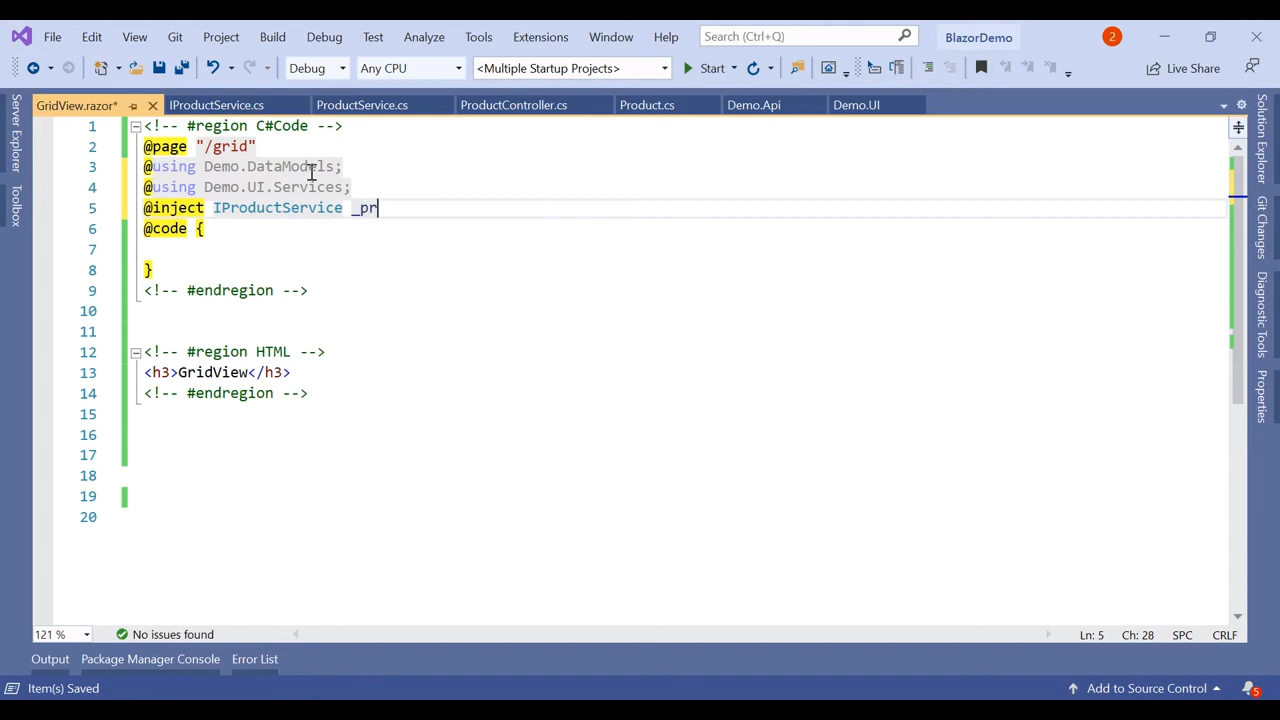 File Edit View Git Project Build Debug Test Analyze Tools Extensions Window Help Search (Ctrl+Q) BlazorDemo 2
Debug Any CPU <Multiple Startup Projects> Start Live Share
GridView.razor* IProductService.cs ProductService.cs ProductController.cs Product.cs Demo.Api Demo.UI
Server Explorer
Toolbox
1 <!-- #region C#Code -->
2 @page "/grid"
3 @using Demo.DataModels;
4 @using Demo.UI.Services;
5 @inject IProductService _pr
6 @code {
7
8 }
9 <!-- #endregion -->
10
11
12 <!-- #region HTML -->
13 <h3>GridView</h3>
14 <!-- #endregion -->
15
16
17
18
19
20
Solution Explorer
Git Changes
Diagnostic Tools
Properties
121 % No issues found Ln: 5 Ch: 28 SPC CRLF
Output Package Manager Console Error List
Item(s) Saved Add to Source Control 5